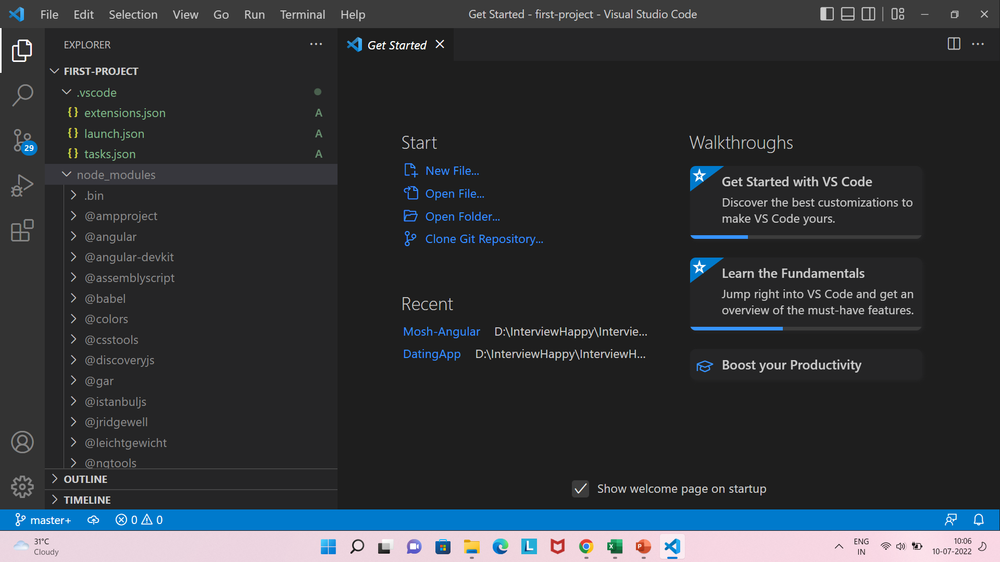 File Edit Selection View Go Run Terminal Help
Get Started - first-project - Visual Studio Code
EXPLORER
FIRST-PROJECT
.vscode
extensions.json A
launch.json A
tasks.json A
node_modules
.bin
@ampproject
@angular
@angular-devkit
@assemblyscript
@babel
@colors
@csstools
@discoveryjs
@gar
@istanbuljs
@jridgewell
@leichtgewicht
@ngtools
OUTLINE
TIMELINE
29
Get Started
Start
New File...
Open File...
Open Folder...
Clone Git Repository...
Recent
Mosh-Angular D:\InterviewHappy\Intervie...
DatingApp D:\InterviewHappy\InterviewH...
Walkthroughs
Get Started with VS Code
Discover the best customizations to
make VS Code yours.
Learn the Fundamentals
Jump right into VS Code and get an
overview of the must-have features.
Boost your Productivity
Show welcome page on startup
master+ 0 0
31°C
Cloudy
ENG
IN
10:06
10-07-2022